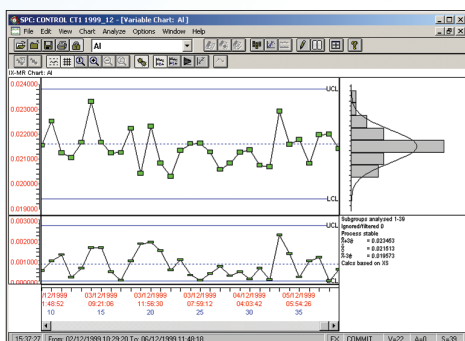 SPC: CONTROL CT1 1999_12 - [Variable Chart: Al]
File Edit View Chart Analyze Options Window Help
Al
IX-MR Chart: Al
0.024000
UCL
0.023000
0.022000
0.021000
0.020000
LCL
0.019000
0.003000
UCL
0.002000
0.001000
0.000000
LCL
Subgroups analyzed 1-39
Ignored/filtered 0
Process stable
= 0.023453
= 0.021513
= 0.019573
Calcs based on XS
/12/1999 03/12/1999 03/12/1999 03/12/1999 04/12/1999 05/12/1999
1:48:52 09:21:06 11:56:30 07:59:12 04:03:42 05:54:26
10 15 20 25 30 35
15:37:27 From: 02/12/1999 10:29:20 To: 06/12/1999 11:48:18 EX COMMIT V=22 A=0 S=39